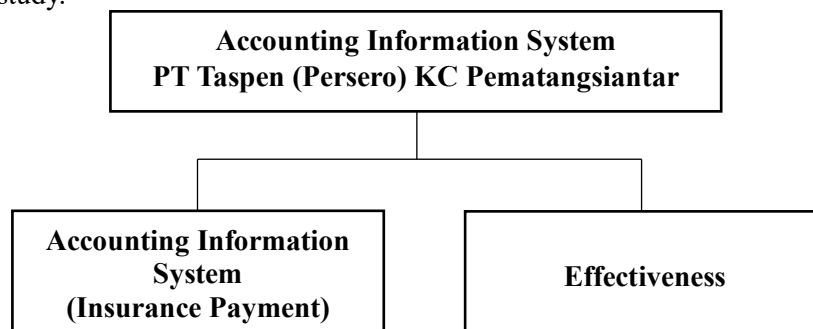 study.
Accounting Information System
PT Taspen (Persero) KC Pematangsiantar
Accounting Information
System
(Insurance Payment)
Effectiveness